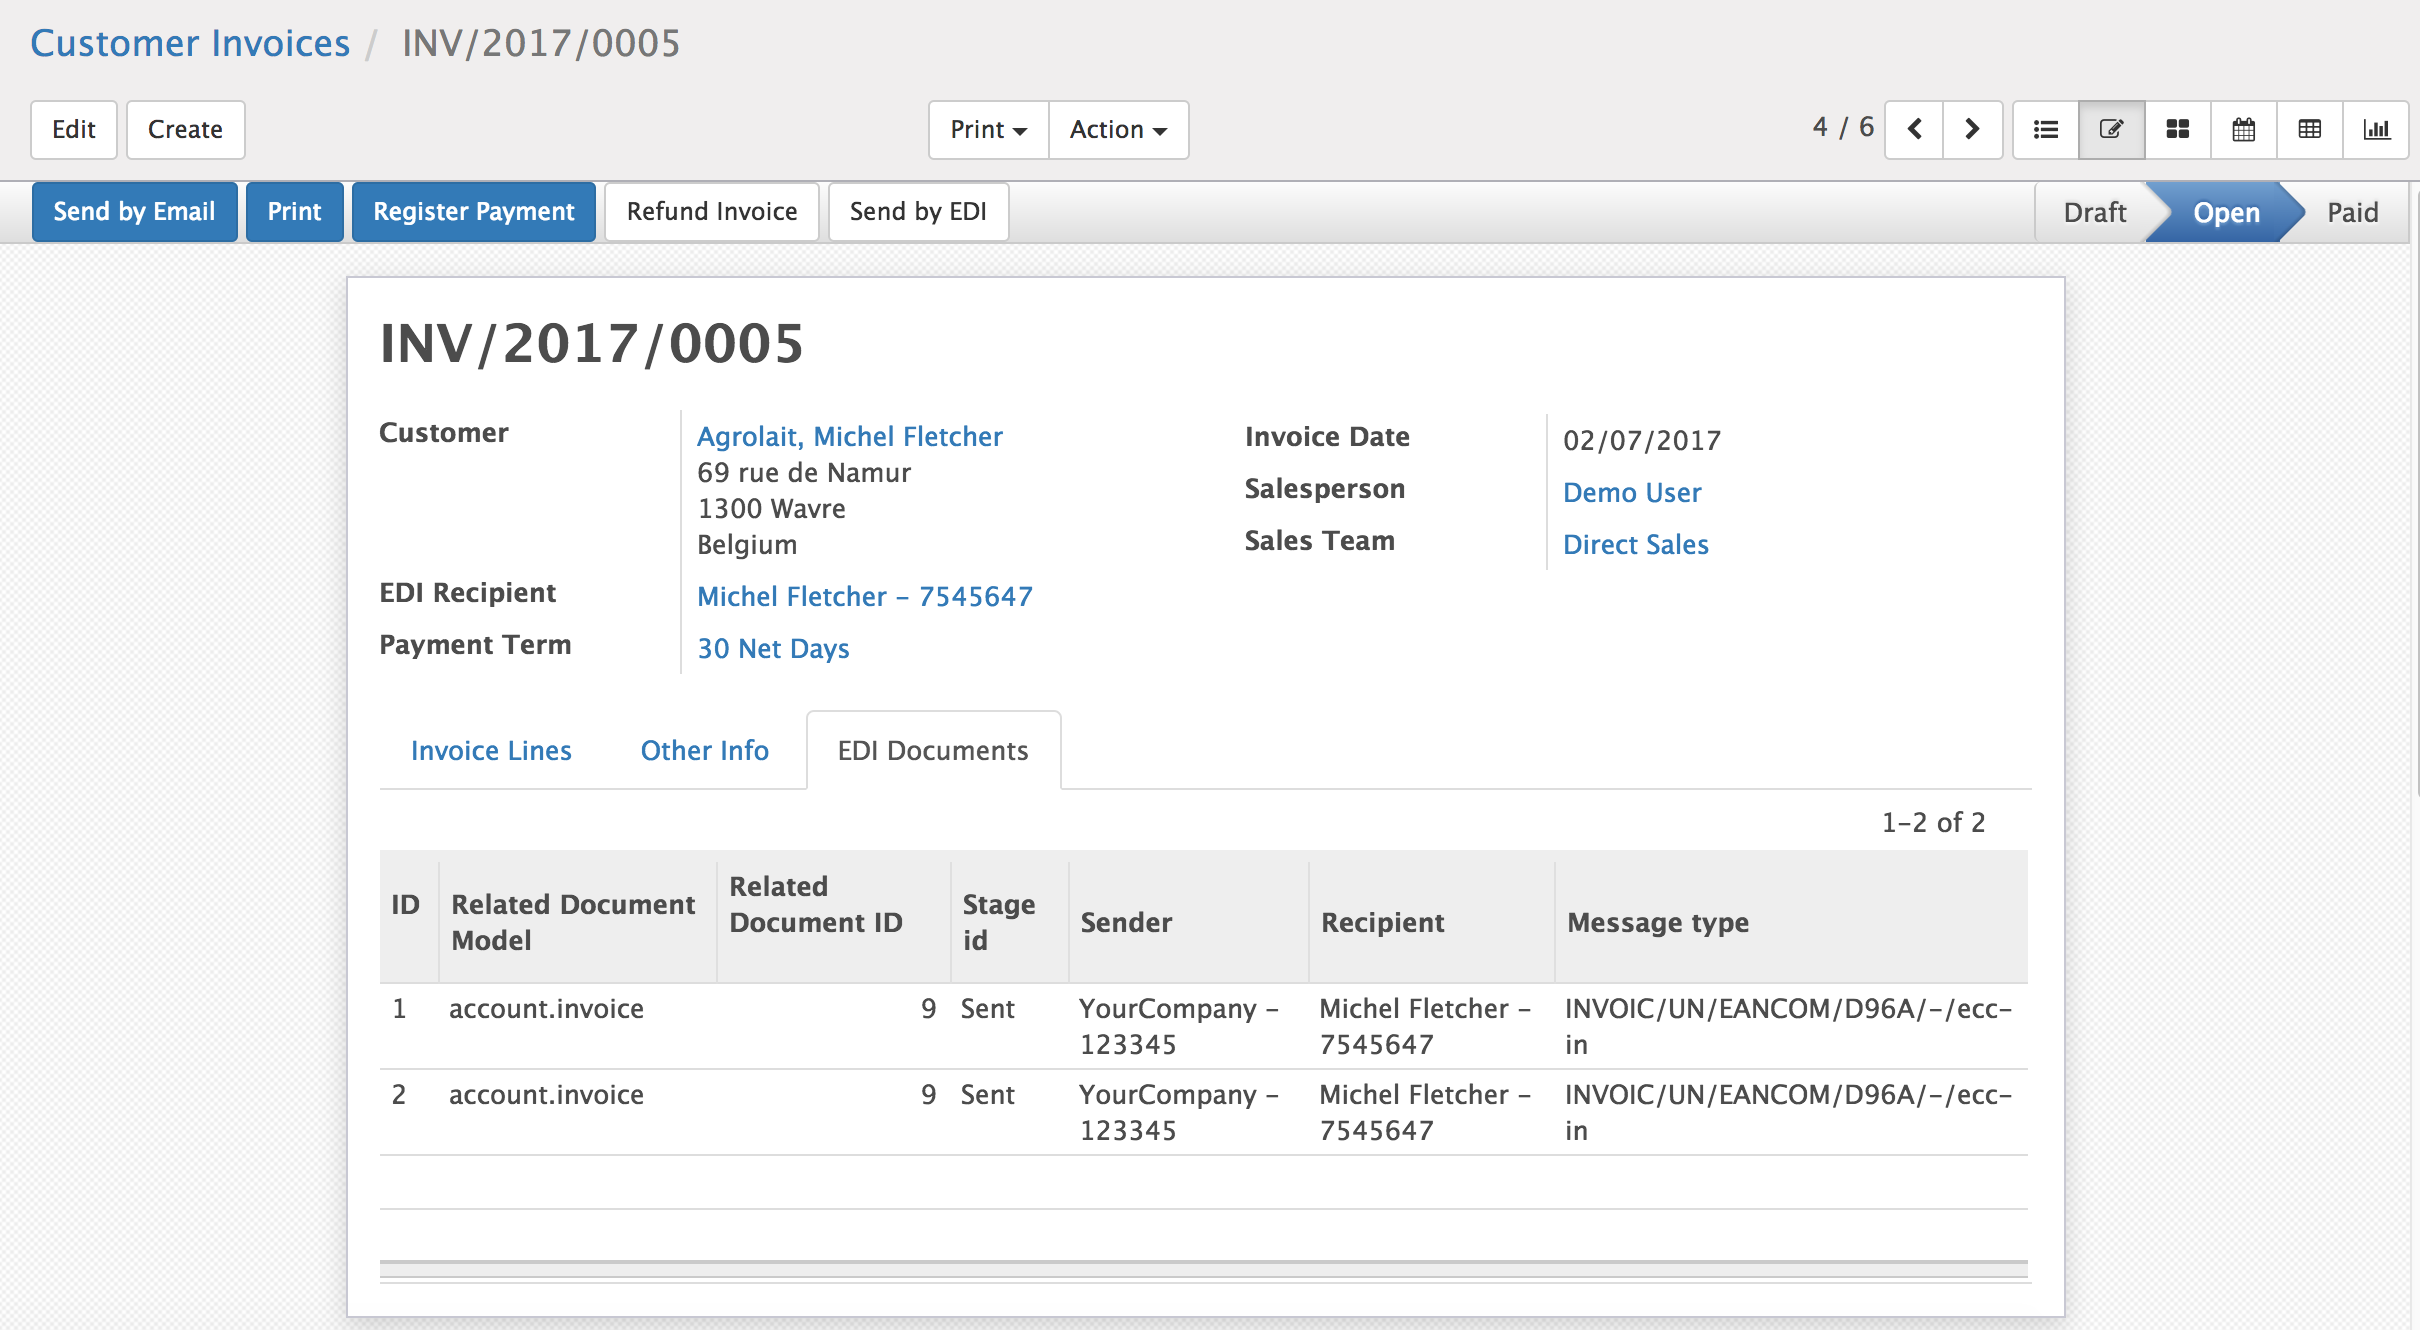 Customer Invoices / INV/2017/0005
Edit Create Print Action 4 / 6
Send by Email Print Register Payment Refund Invoice Send by EDI Draft Open Paid
INV/2017/0005
Customer
Agrolait, Michel Fletcher
69 rue de Namur
1300 Wavre
Belgium
EDI Recipient Michel Fletcher - 7545647
Payment Term 30 Net Days
Invoice Date 02/07/2017
Salesperson Demo User
Sales Team Direct Sales
Invoice Lines Other Info EDI Documents
1-2 of 2
ID
Related Document
Model
Related
Document ID
Stage
id
Sender
Recipient
Message type
1 account.invoice 9 Sent YourCompany - Michel Fletcher - INVOIC/UN/EANCOM/D96A/-/ecc-
123345 7545647 in
2 account.invoice 9 Sent YourCompany - Michel Fletcher - INVOIC/UN/EANCOM/D96A/-/ecc-
123345 7545647 in